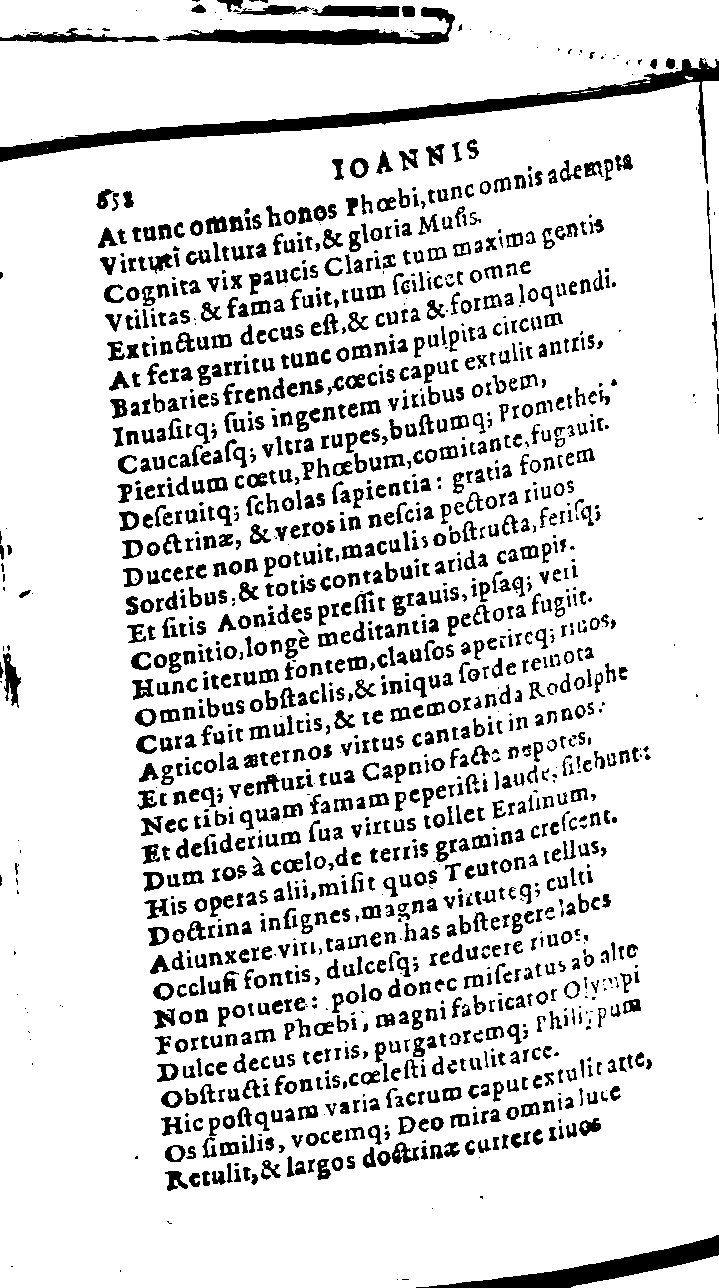 IOANNIS
652
At tunc omnis honos Phœbi, tunc omnis adempta
Virtuti cultura fuit, & gloria Musis.
Cognita vix paucis Clariæ tum maxima gentis
Vtilitas & fama fuit, tum scilicet omne
Extinctum decus est, & cura & forma loquendi.
At fera garritu tunc omnia pulpita circum
Barbaries frendens, cœcis caput extulit antris,
Inuasitq; suis ingentem viribus orbem,
Caucaseasq; vltra rupes, bustumq; Promethei,
Pieridum cœtu, Phœbum, comitante, fugauit.
Deseruitq; scholas sapientia: gratia fontem
Doctrinæ, & veros in nescia pectora riuos
Ducere non potuit, maculis obstructa, ferisq;
Sordibus, & totis contabuit arida campis.
Et sitis Aonides pressit grauis, ipsaq; veri
Cognitio, longè meditantia pectora fugiit.
Hunc iterum fontem, clausos aperireq; riuos,
Omnibus obstaclis, & iniqua sorde remota
Cura fuit multis, & te memoranda Rodolphe
Agricola æternos virtus cantabit in annos:
Et neq; venturi tua Capnio facta nepotes,
Nec tibi quam famam peperisti laude, silebunt:
Et desiderium sua virtus tollet Erasmum,
Dum ros à cœlo, de terris gramina crescent.
His operas alii, misit quos Teutona tellus,
Doctrina insignes, magna virtuteq; culti
Adiunxere viri, tamen has abstergere labes
Occlusi fontis, dulcesq; reducere riuos,
Non potuere: polo donec miseratus ab alto
Fortunam Phœbi, magni fabricator Olympi
Dulce decus terris, purgatoremq; Philippum
Obstructi fontis, cœlesti detulit arce.
Hic postquam varia sacrum caput extulit arte,
Os similis, vocemq; Deo mira omnia luce
Retulit, & largos doctrinæ currere riuos